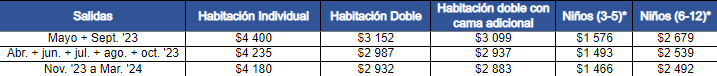 Salidas Habitación Individual Habitación Doble Habitación doble con cama adicional Niños (3-5)* Niños (6-12)*
Mayo + Sept. '23 $4 400 $3 152 $3 099 $1 576 $2 679
Abr. + jun. + jul. + ago. + oct. '23 $4 235 $2 987 $2 937 $1 493 $2 539
Nov. '23 a Mar. '24 $4 180 $2 932 $2 883 $1 466 $2 492